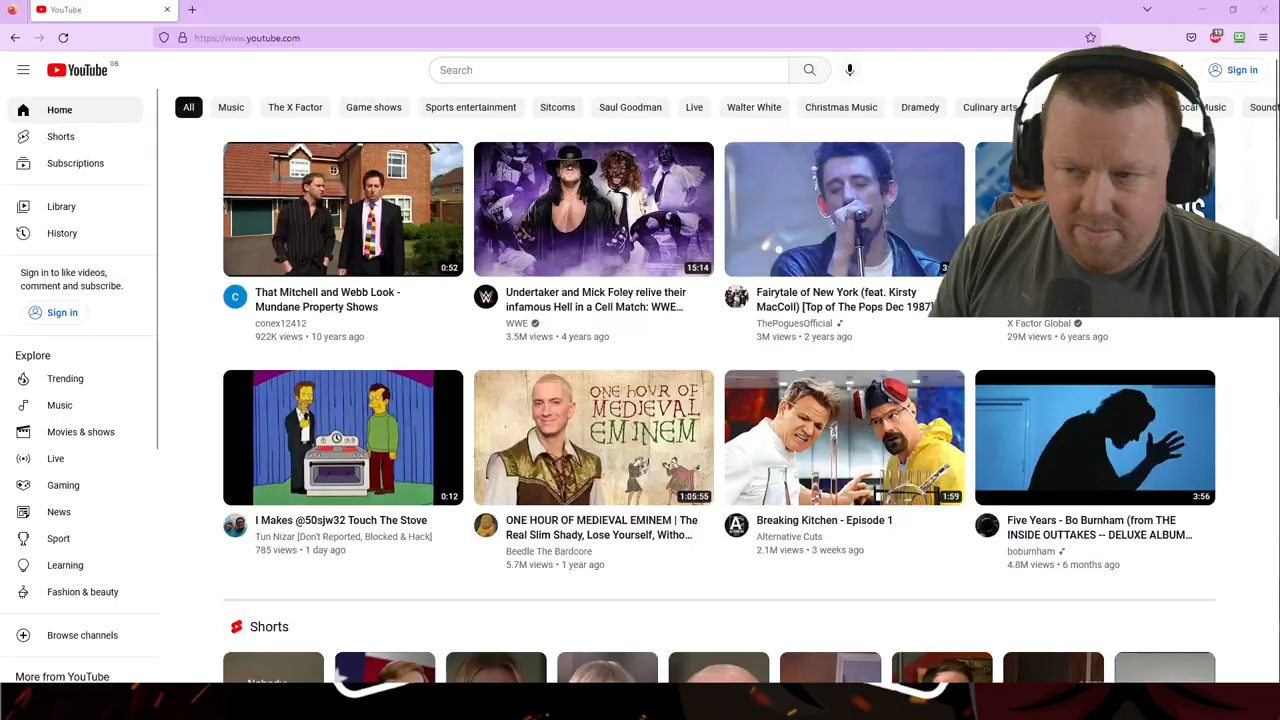 YouTube
https://www.youtube.com
19
YouTube GB
Search
Sign in
Home
Shorts
Subscriptions
Library
History
Sign in to like videos,
comment and subscribe.
Sign in
Explore
Trending
Music
Movies & shows
Live
Gaming
News
Sport
Learning
Fashion & beauty
Browse channels
More from YouTube
All
Music
The X Factor
Game shows
Sports entertainment
Sitcoms
Saul Goodman
Live
Walter White
Christmas Music
Dramedy
Culinary arts
Music
0:52
C
That Mitchell and Webb Look -
Mundane Property Shows
conex12412
922K views • 10 years ago
15:14
Undertaker and Mick Foley relive their
infamous Hell in a Cell Match: WWE...
WWE
3.5M views • 4 years ago
Fairytale of New York (feat. Kirsty
MacColl) [Top of The Pops Dec 1987]
ThePoguesOfficial
3M views • 2 years ago
X Factor Global
29M views • 6 years ago
0:12
I Makes @50sjw32 Touch The Stove
Tun Nizar [Don't Reported, Blocked & Hack]
785 views • 1 day ago
ONE HOUR OF
MEDIEVAL
EMINEM
1:05:55
ONE HOUR OF MEDIEVAL EMINEM | The
Real Slim Shady, Lose Yourself, Witho...
Beedle The Bardcore
5.7M views • 1 year ago
1:59
Breaking Kitchen - Episode 1
Alternative Cuts
2.1M views • 3 weeks ago
3:56
Five Years - Bo Burnham (from THE
INSIDE OUTTAKES -- DELUXE ALBUM...
boburnham
4.8M views • 6 months ago
Shorts